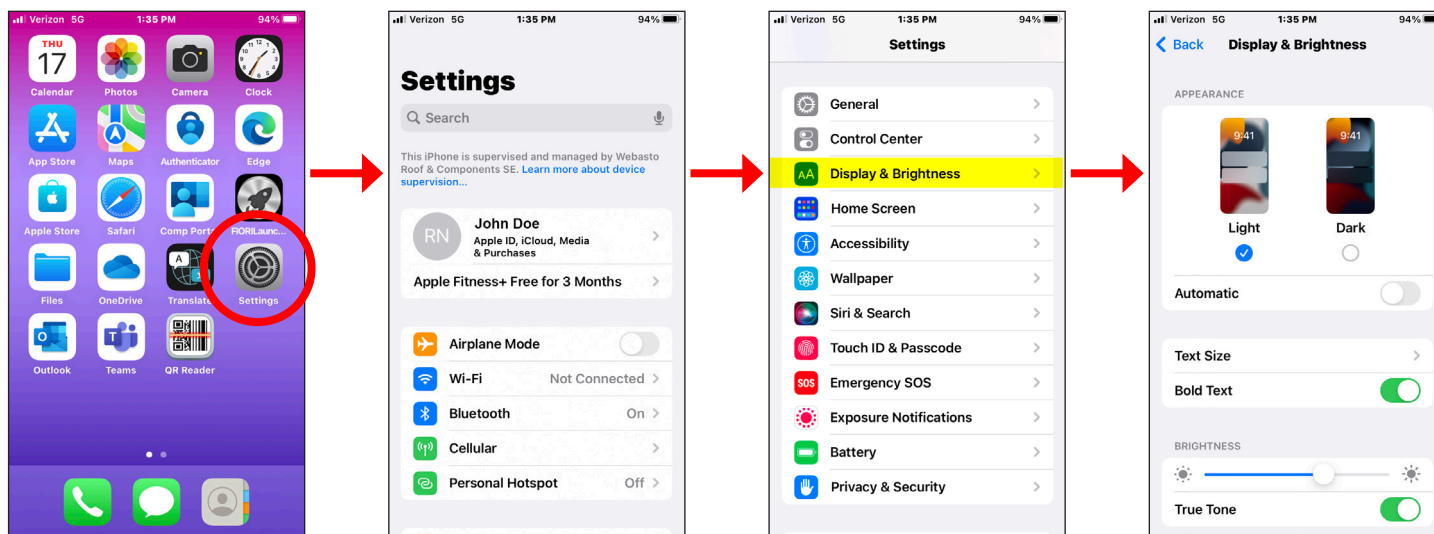 Verizon 5G 1:35 PM 94%
THU
17
Calendar Photos Camera Clock
App Store Maps Authenticator Edge
Apple Store Safari Comp Porta FIORILaunc...
Files OneDrive Translate Settings
Outlook Teams QR Reader
Verizon 5G 1:35 PM 94%
Settings
Search
This iPhone is supervised and managed by Webasto
Roof & Components SE. Learn more about device
supervision...
RN
John Doe
Apple ID, iCloud, Media
& Purchases
Apple Fitness+ Free for 3 Months
Airplane Mode
Wi-Fi Not Connected
Bluetooth On
Cellular
Personal Hotspot Off
Verizon 5G 1:35 PM 94%
Settings
General
Control Center
AA Display & Brightness
Home Screen
Accessibility
Wallpaper
Siri & Search
Touch ID & Passcode
SOS Emergency SOS
Exposure Notifications
Battery
Privacy & Security
Verizon 5G 1:35 PM 94%
Back Display & Brightness
APPEARANCE
9:41 9:41
Light Dark
Automatic
Text Size
Bold Text
BRIGHTNESS
True Tone